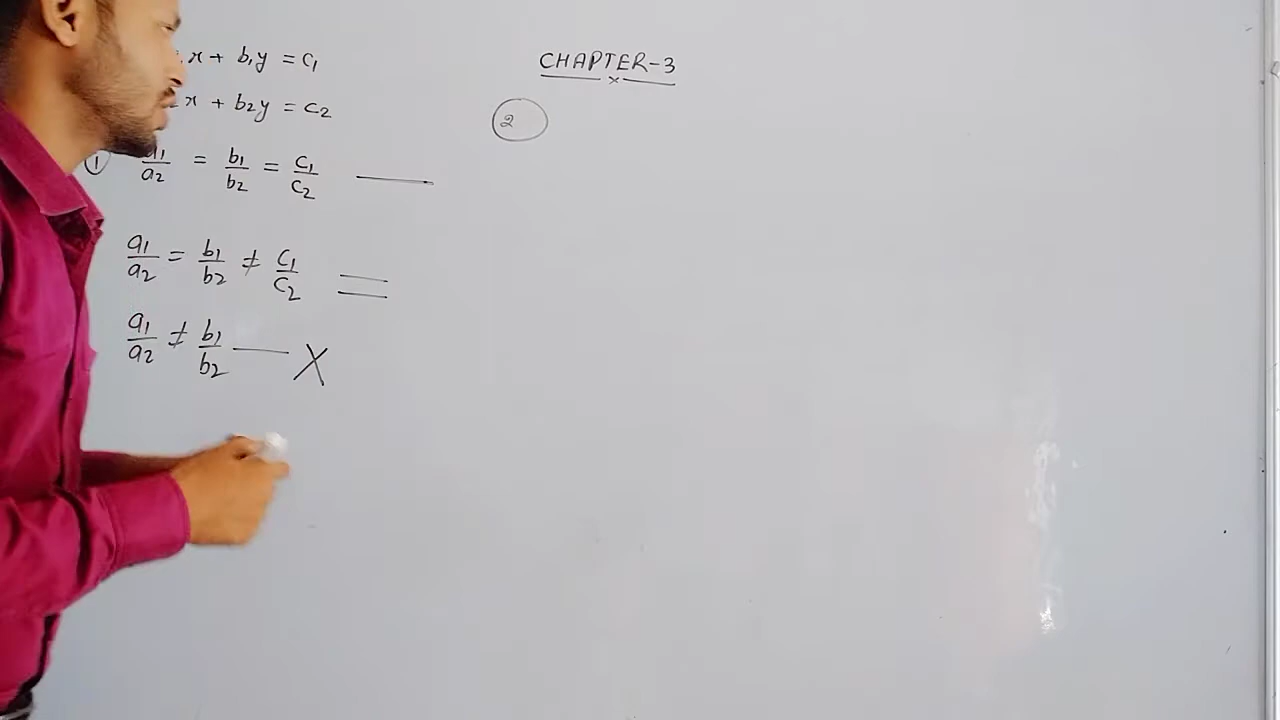 x + b₁y = c₁
x + b₂y = c₂
① a₁/a₂ = b₁/b₂ = c₁/c₂ ———
a₁/a₂ = b₁/b₂ ≠ c₁/c₂
a₁/a₂ ≠ b₁/b₂ —— X
CHAPTER-3
2